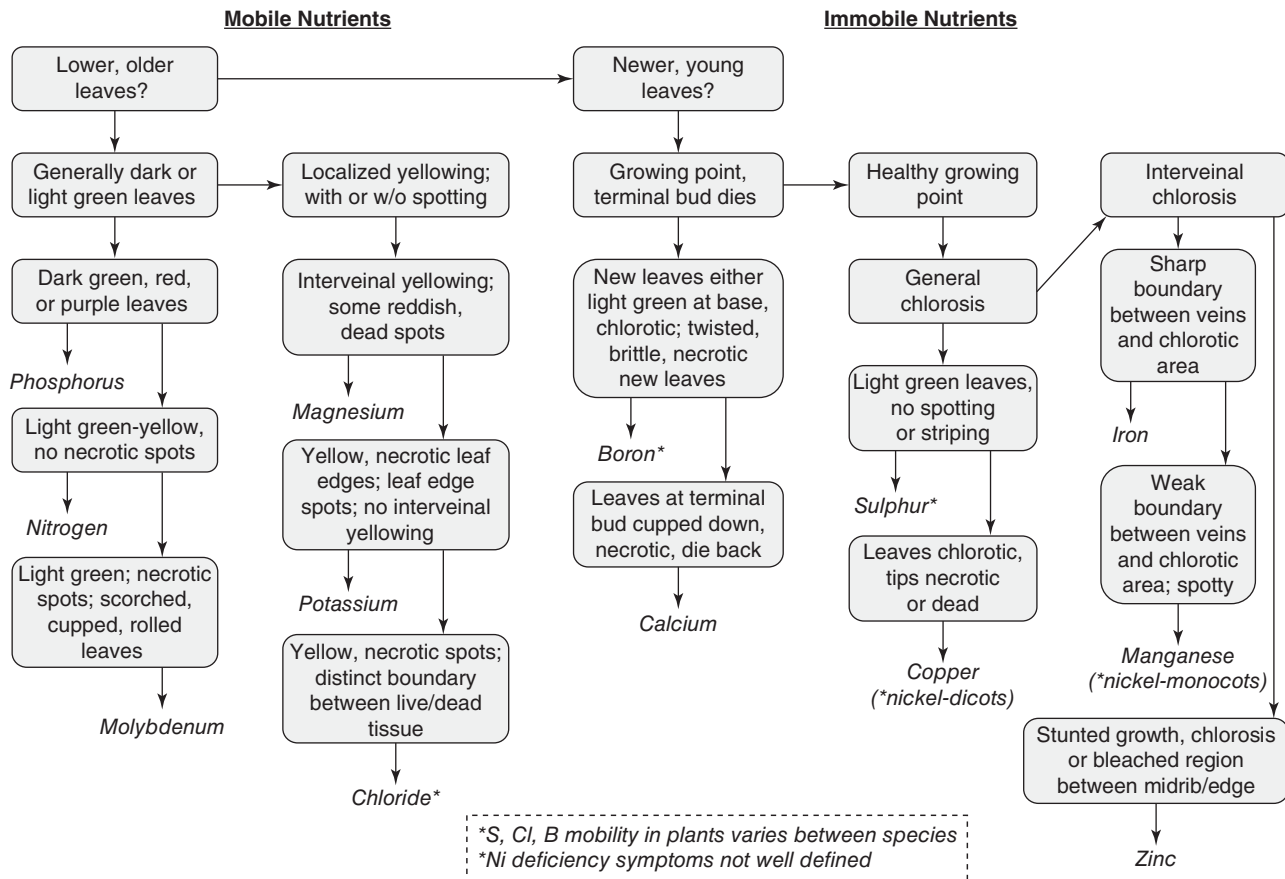 Mobile Nutrients
Immobile Nutrients
Lower, older
leaves?
Newer, young
leaves?
Generally dark or
light green leaves
Localized yellowing;
with or w/o spotting
Growing point,
terminal bud dies
Healthy growing
point
Interveinal
chlorosis
Dark green, red,
or purple leaves
Phosphorus
Light green-yellow,
no necrotic spots
Nitrogen
Light green; necrotic
spots; scorched,
cupped, rolled
leaves
Molybdenum
Interveinal yellowing;
some reddish,
dead spots
Magnesium
Yellow, necrotic leaf
edges; leaf edge
spots; no interveinal
yellowing
Potassium
Yellow, necrotic spots;
distinct boundary
between live/dead
tissue
Chloride*
New leaves either
light green at base,
chlorotic; twisted,
brittle, necrotic
new leaves
Boron*
Leaves at terminal
bud cupped down,
necrotic, die back
Calcium
General
chlorosis
Light green leaves,
no spotting
or striping
Sulphur*
Leaves chlorotic,
tips necrotic
or dead
Copper
(*nickel-dicots)
Sharp
boundary
between veins
and chlorotic
area
Iron
Weak
boundary
between veins
and chlorotic
area; spotty
Manganese
(*nickel-monocots)
Stunted growth, chlorosis
or bleached region
between midrib/edge
Zinc
*S, Cl, B mobility in plants varies between species
*Ni deficiency symptoms not well defined